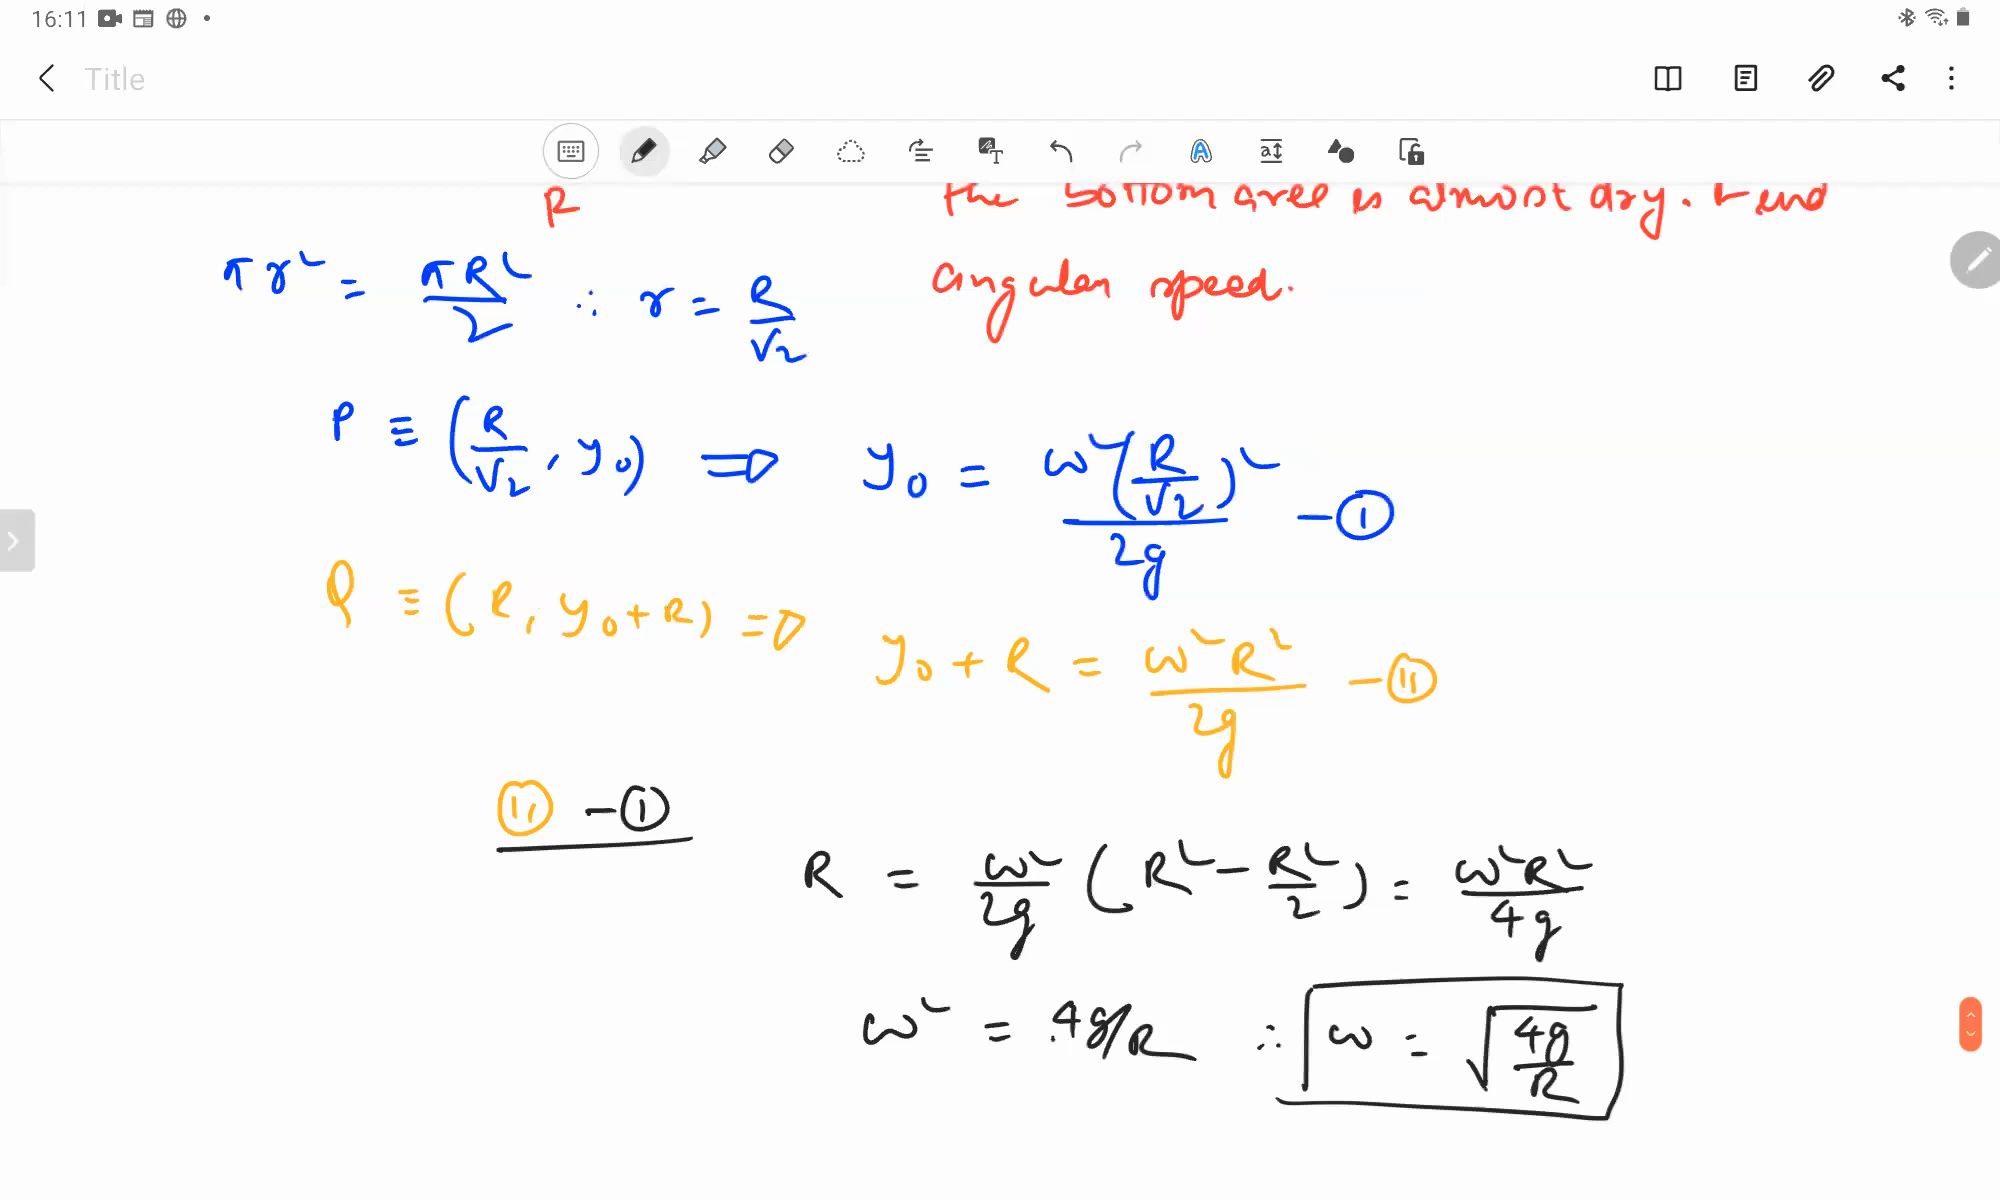 16:11
Title
R
the bottom area is almost dry. Find
angular speed.
πr² = πR²/2 ∴ r = R/√2
P ≡ (R/√2, y₀) ⇒ y₀ = ω²(R/√2)²/2g – ①
Q ≡ (R, y₀+R) ⇒ y₀ + R = ω²R²/2g – ⑪
⑪ – ①
R = ω²/2g (R² – R²/2) = ω²R²/4g
ω² = 4g/R ∴ ω = √(4g/R)